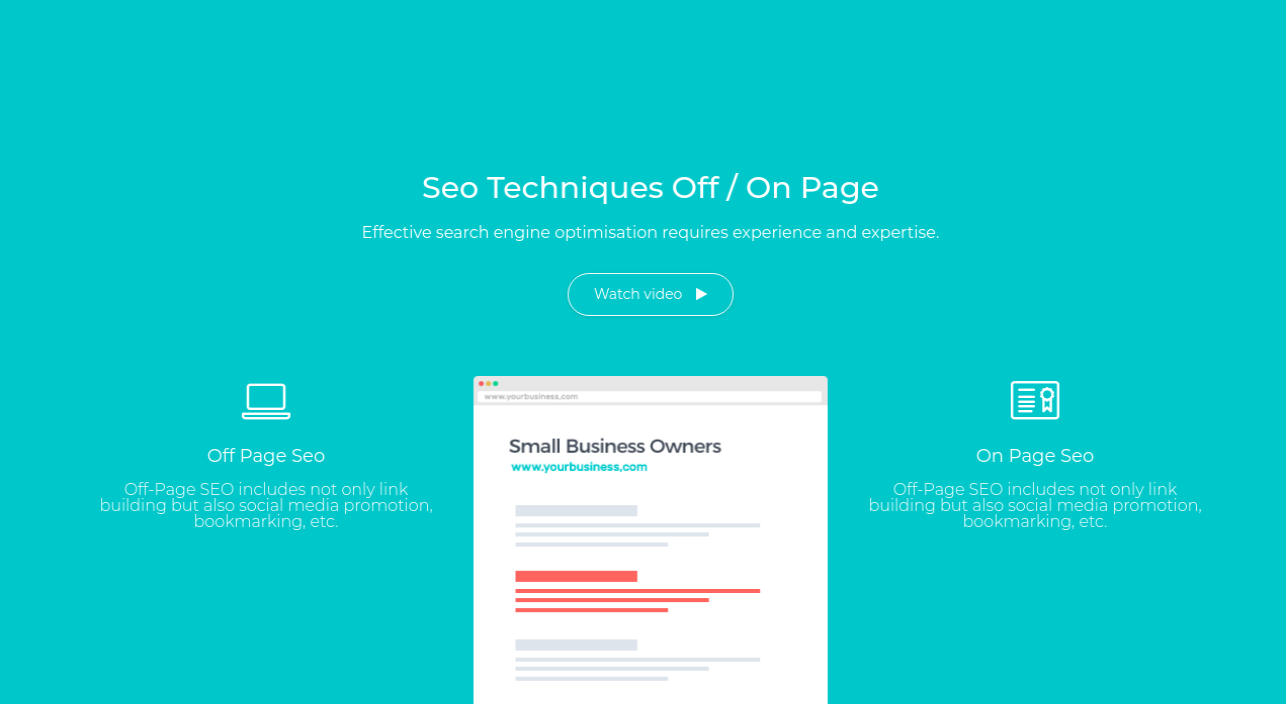 Seo Techniques Off / On Page
Effective search engine optimisation requires experience and expertise.
Watch video
www.yourbusiness.com
Small Business Owners
www.yourbusiness.com
Off Page Seo
Off-Page SEO includes not only link
building but also social media promotion,
bookmarking, etc.
On Page Seo
Off-Page SEO includes not only link
building but also social media promotion,
bookmarking, etc.